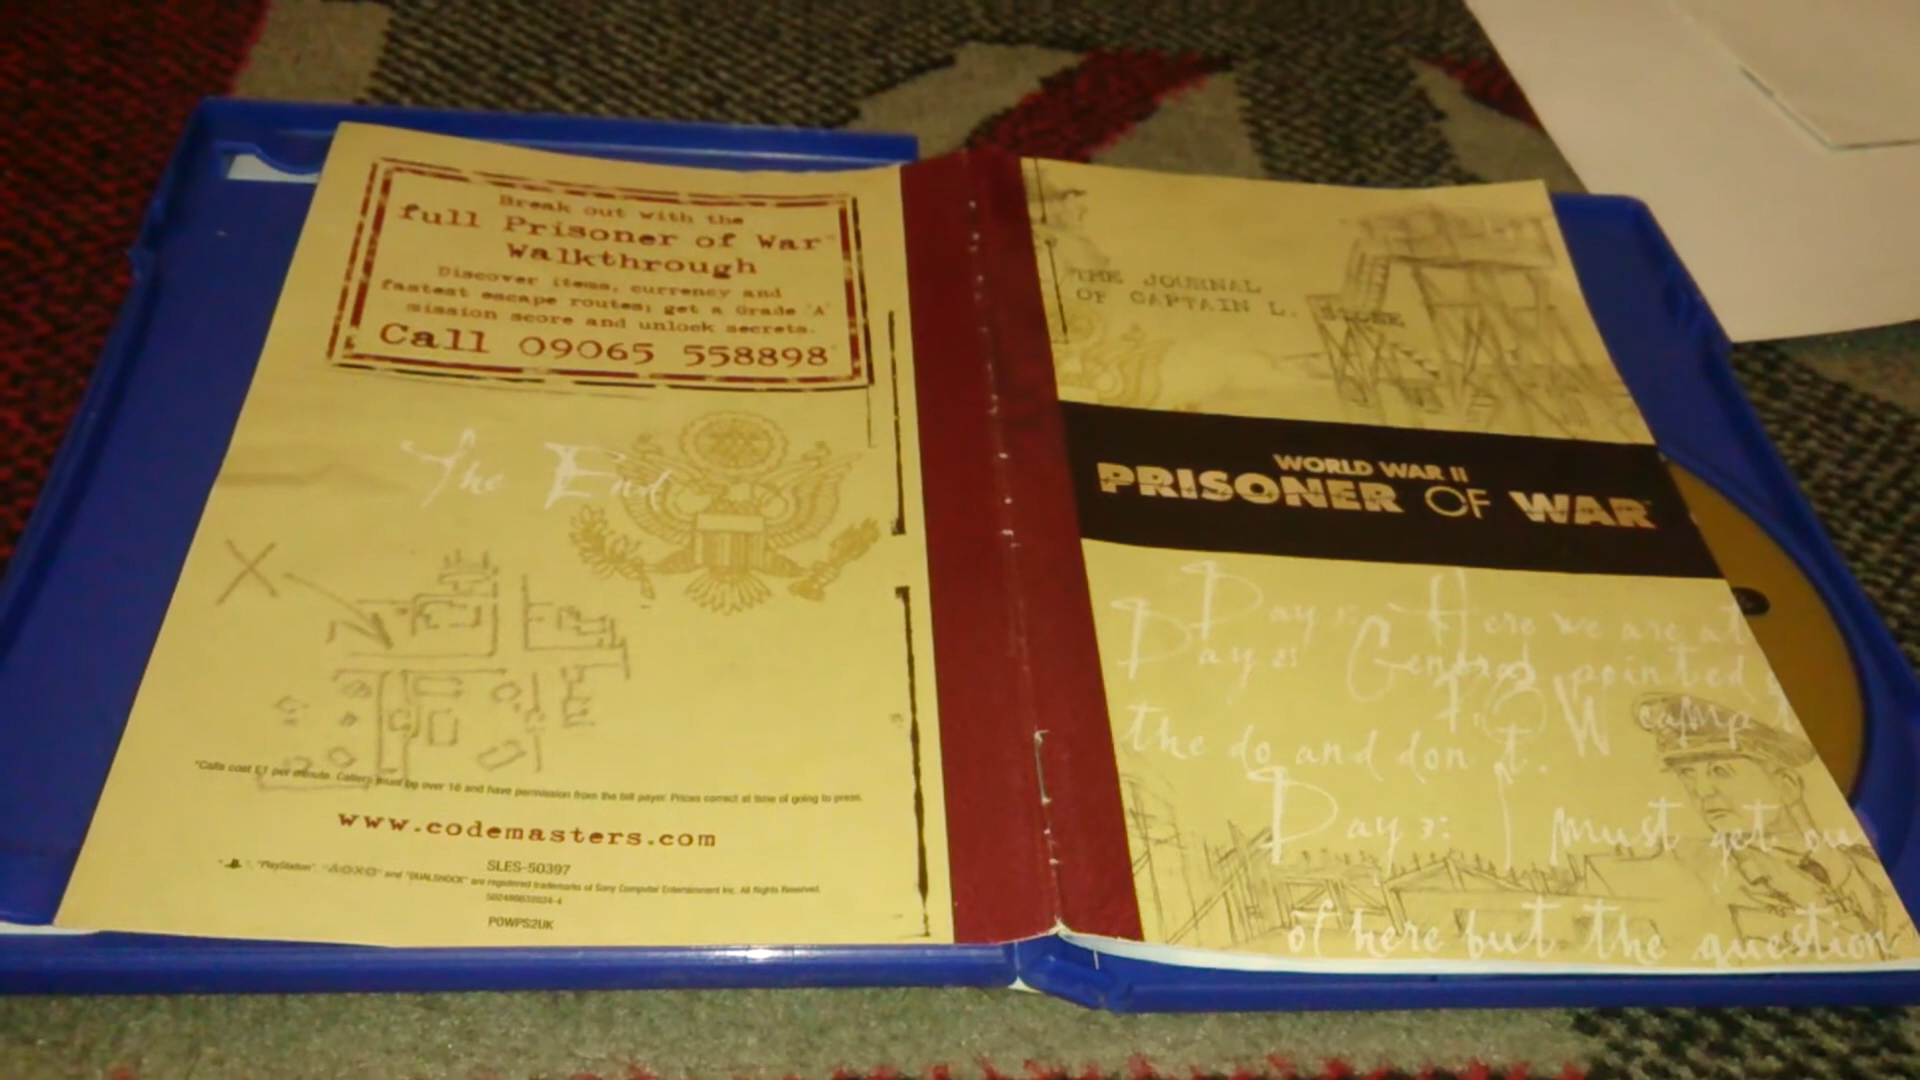 Break out with the
full Prisoner of War™
Walkthrough
Discover items, currency and
fastest escape routes; get a Grade 'A'
mission score and unlock secrets.
Call 09065 558898*
The End
X
*Calls cost £1 per minute. Callers must be over 16 and have permission from the bill payer. Prices correct at time of going to press.
www.codemasters.com
SLES-50397
"PlayStation", "△○✕□" and "DUALSHOCK" are registered trademarks of Sony Computer Entertainment Inc. All Rights Reserved.
POWPS2UK
THE JOURNAL
OF CAPTAIN L. STONE
WORLD WAR II
PRISONER OF WAR™
Day 1: Here we are at
Day 2: General pointed
P.O.W camp
the do and don't.
Day 3: I must get ou
of here but the question